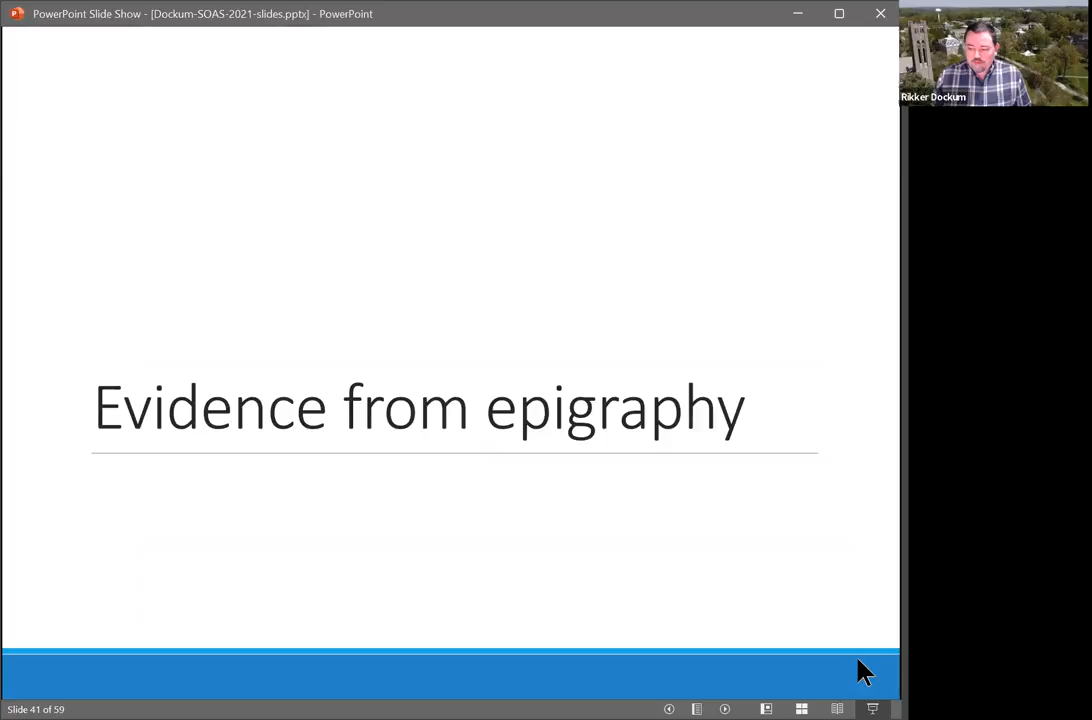 PowerPoint Slide Show - [Dockum-SOAS-2021-slides.pptx] - PowerPoint
Rikker Dockum
Evidence from epigraphy
Slide 41 of 59